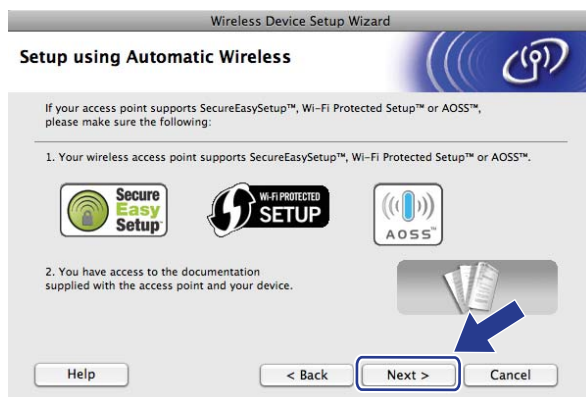 Wireless Device Setup Wizard
Setup using Automatic Wireless
If your access point supports SecureEasySetup™, Wi-Fi Protected Setup™ or AOSS™,
please make sure the following:
1. Your wireless access point supports SecureEasySetup™, Wi-Fi Protected Setup™ or AOSS™.
Secure
Easy
Setup™
Wi-Fi PROTECTED
SETUP
AOSS™
2. You have access to the documentation
supplied with the access point and your device.
Help
< Back
Next >
Cancel